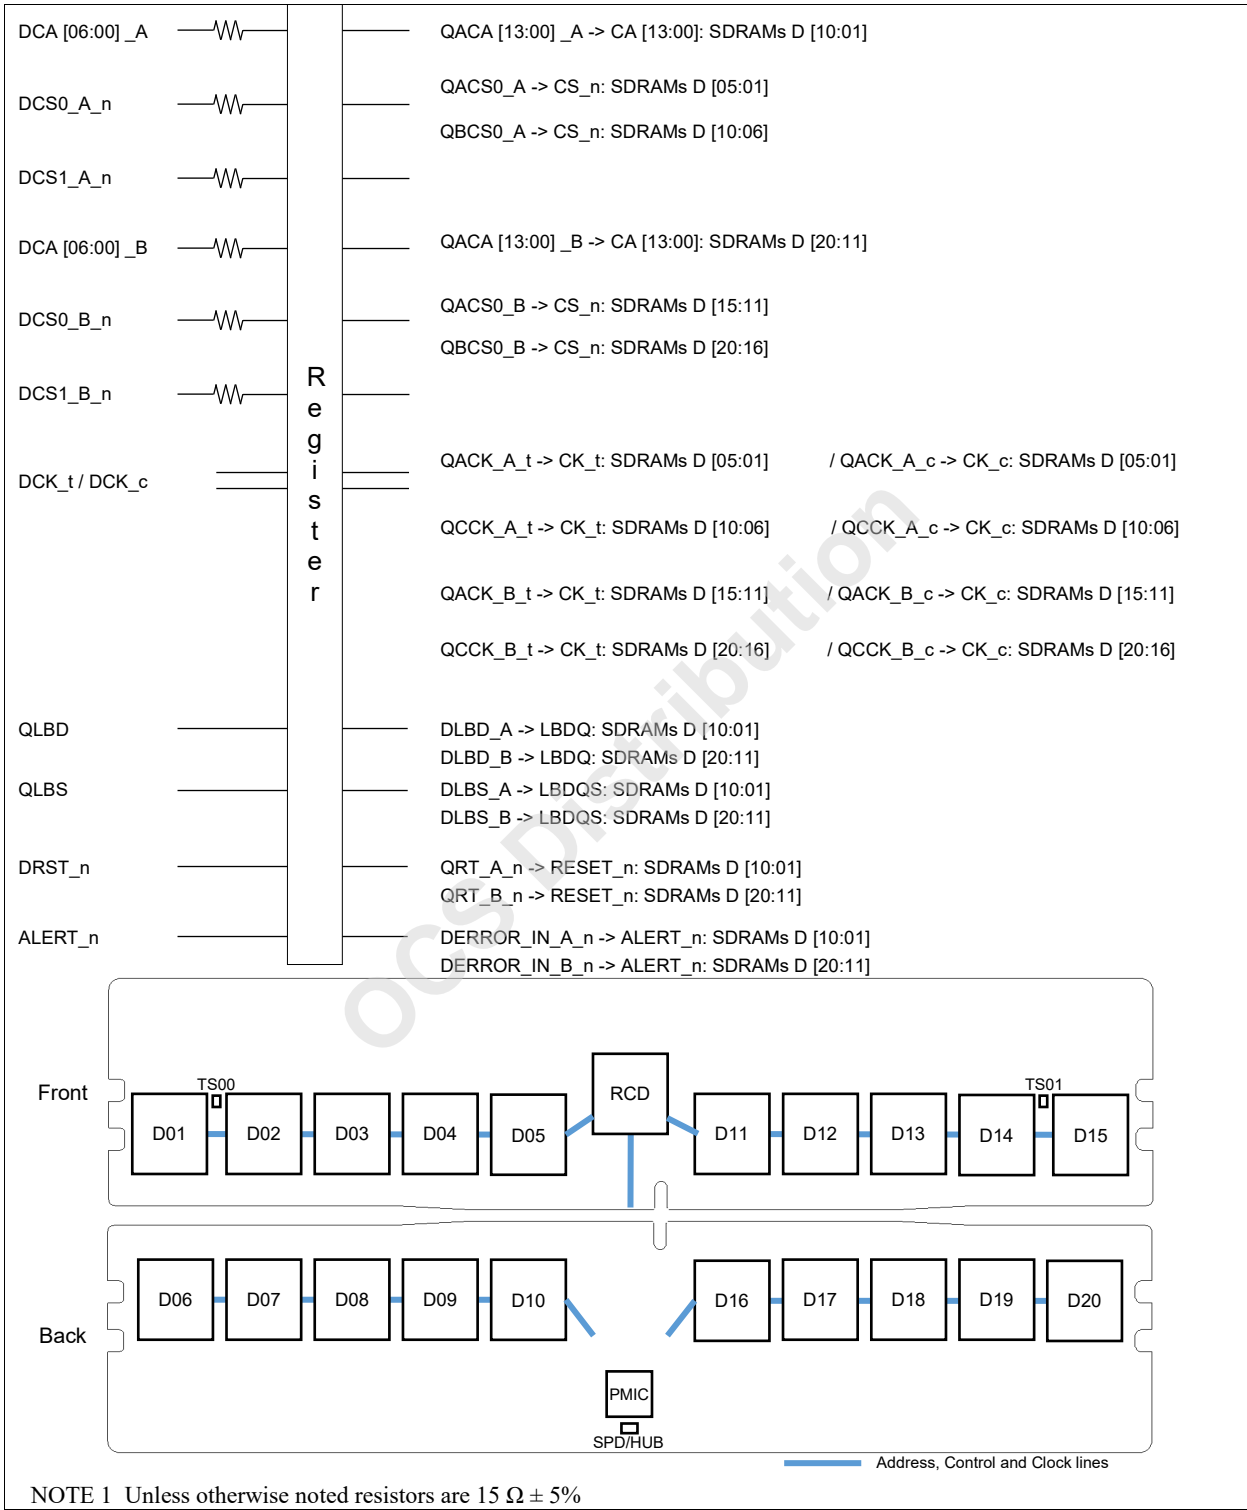 DCA [06:00] _A
QACA [13:00] _A -> CA [13:00]: SDRAMs D [10:01]
DCS0_A_n
QACS0_A -> CS_n: SDRAMs D [05:01]
QBCS0_A -> CS_n: SDRAMs D [10:06]
DCS1_A_n
DCA [06:00] _B
QACA [13:00] _B -> CA [13:00]: SDRAMs D [20:11]
DCS0_B_n
QACS0_B -> CS_n: SDRAMs D [15:11]
QBCS0_B -> CS_n: SDRAMs D [20:16]
DCS1_B_n
Register
DCK_t / DCK_c
QACK_A_t -> CK_t: SDRAMs D [05:01] / QACK_A_c -> CK_c: SDRAMs D [05:01]
QCCK_A_t -> CK_t: SDRAMs D [10:06] / QCCK_A_c -> CK_c: SDRAMs D [10:06]
QACK_B_t -> CK_t: SDRAMs D [15:11] / QACK_B_c -> CK_c: SDRAMs D [15:11]
QCCK_B_t -> CK_t: SDRAMs D [20:16] / QCCK_B_c -> CK_c: SDRAMs D [20:16]
QLBD
DLBD_A -> LBDQ: SDRAMs D [10:01]
DLBD_B -> LBDQ: SDRAMs D [20:11]
QLBS
DLBS_A -> LBDQS: SDRAMs D [10:01]
DLBS_B -> LBDQS: SDRAMs D [20:11]
DRST_n
QRT_A_n -> RESET_n: SDRAMs D [10:01]
QRT_B_n -> RESET_n: SDRAMs D [20:11]
ALERT_n
DERROR_IN_A_n -> ALERT_n: SDRAMs D [10:01]
DERROR_IN_B_n -> ALERT_n: SDRAMs D [20:11]
OCS Distribution
Front
TS00
RCD
TS01
D01 D02 D03 D04 D05 D11 D12 D13 D14 D15
D06 D07 D08 D09 D10 D16 D17 D18 D19 D20
Back
PMIC
SPD/HUB
Address, Control and Clock lines
NOTE 1 Unless otherwise noted resistors are 15 Ω ± 5%